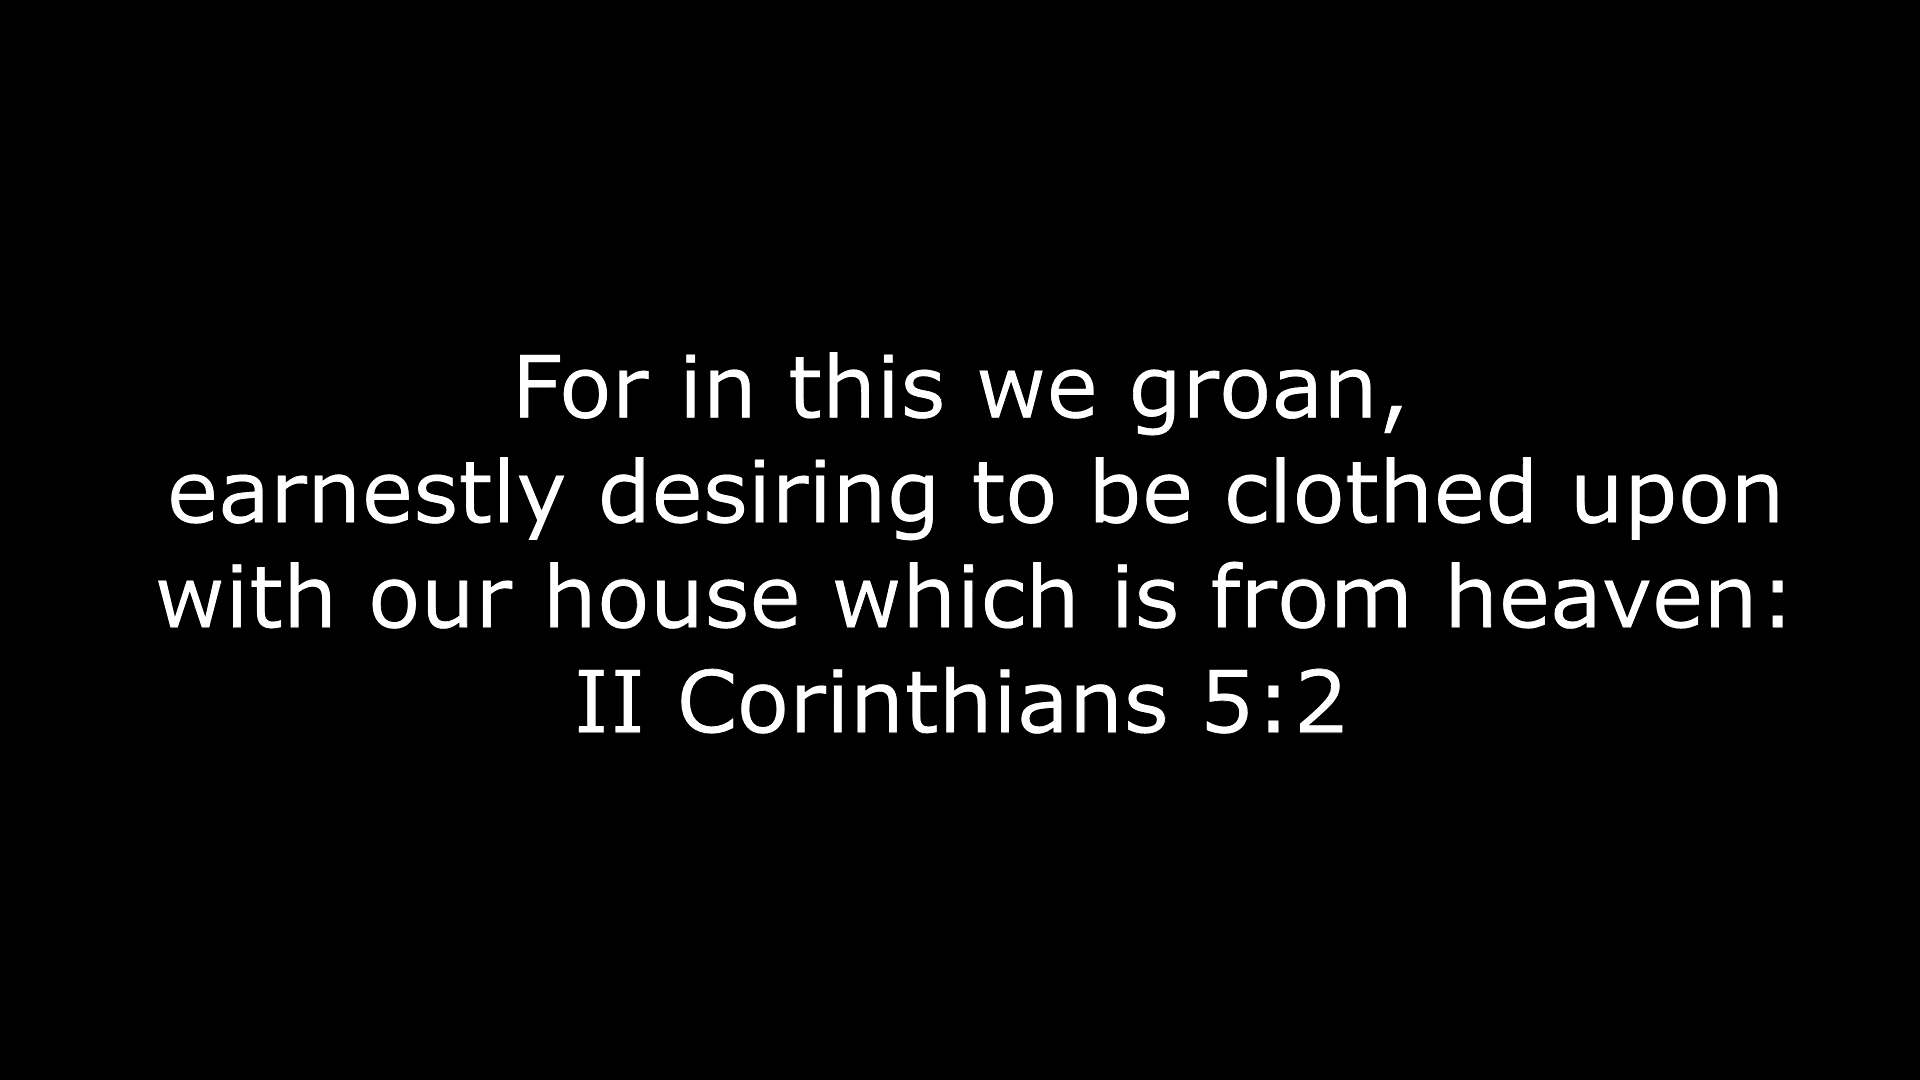 For in this we groan,
earnestly desiring to be clothed upon
with our house which is from heaven:
II Corinthians 5:2